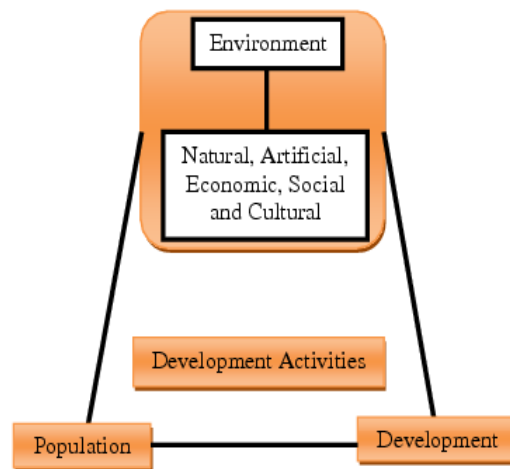 Environment
Natural, Artificial,
Economic, Social
and Cultural
Development Activities
Population
Development